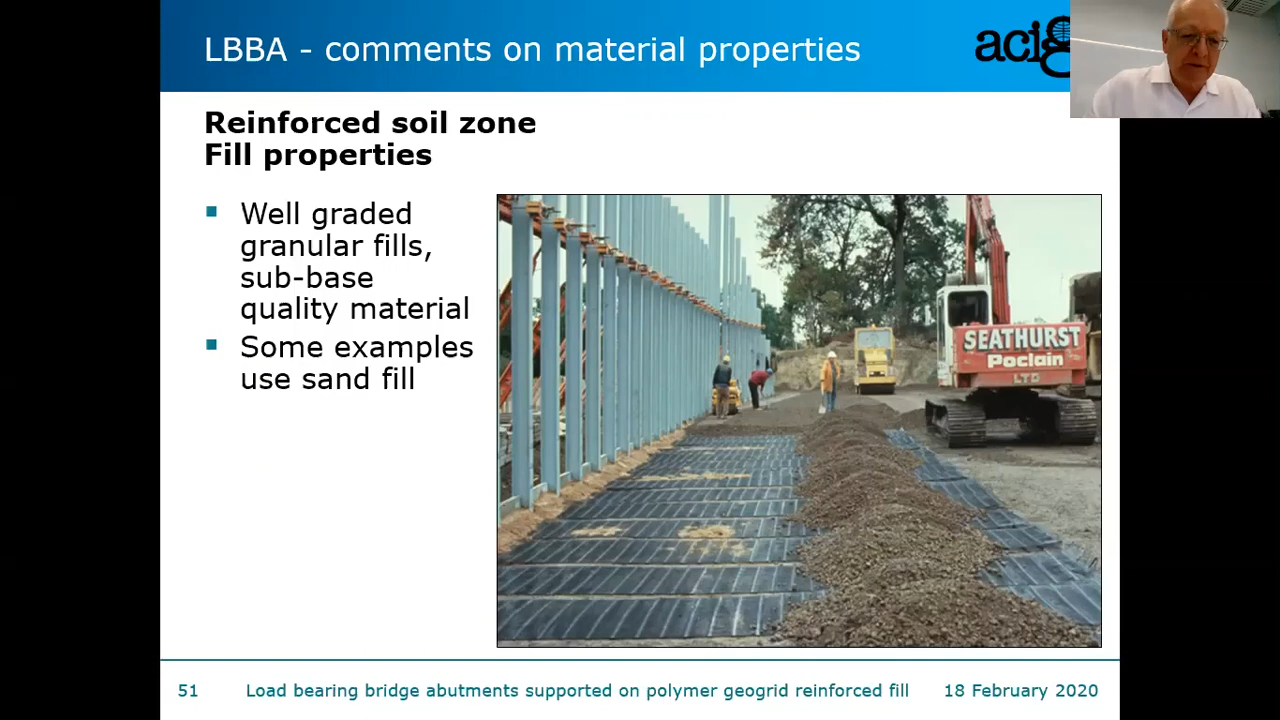 LBBA - comments on material properties
acig
Reinforced soil zone
Fill properties
Well graded
granular fills,
sub-base
quality material
Some examples
use sand fill
SEATHURST
Poclain
LTD
51 Load bearing bridge abutments supported on polymer geogrid reinforced fill 18 February 2020